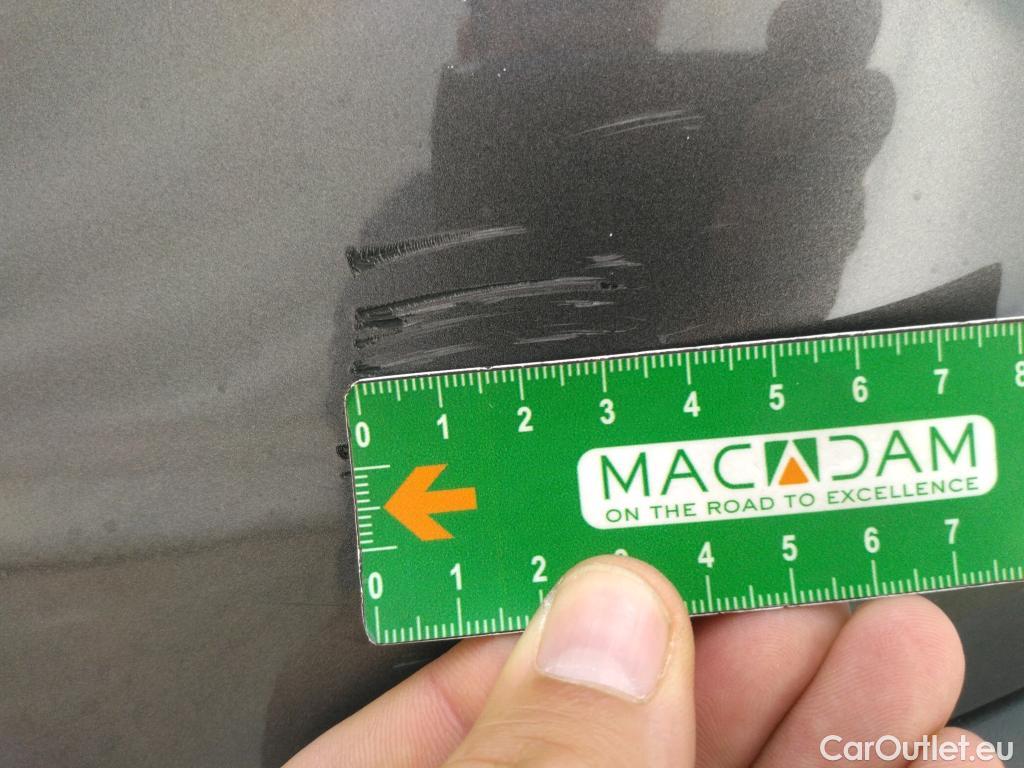 0 1 2 3 4 5 6 7 8
MACADAM
ON THE ROAD TO EXCELLENCE
0 1 2 4 5 6 7
CarOutlet.eu